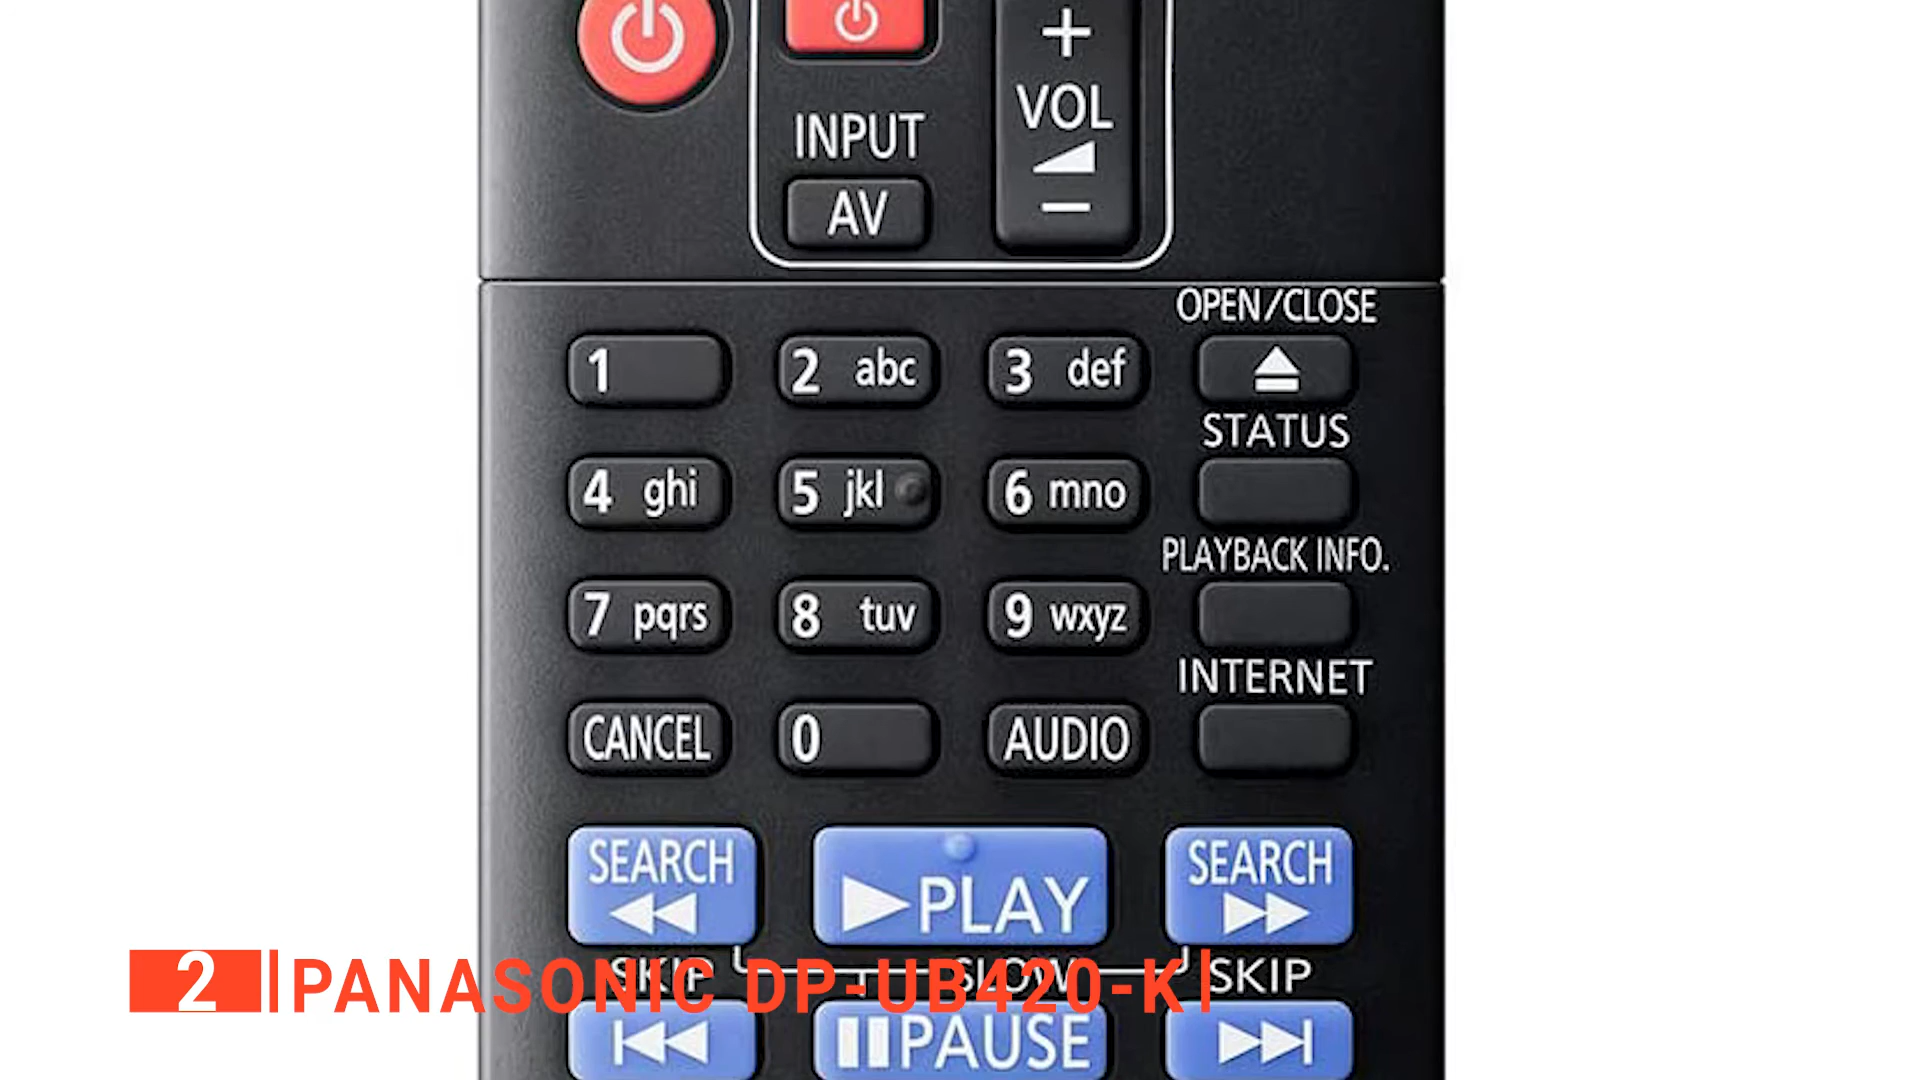 +
VOL
−
INPUT
AV
OPEN/CLOSE
1
2 abc
3 def
STATUS
4 ghi
5 jkl
6 mno
PLAYBACK INFO.
7 pqrs
8 tuv
9 wxyz
INTERNET
CANCEL
0
AUDIO
SEARCH
PLAY
SEARCH
SKIP
SLOW
SKIP
2 PANASONIC DP-UB420-K
PAUSE